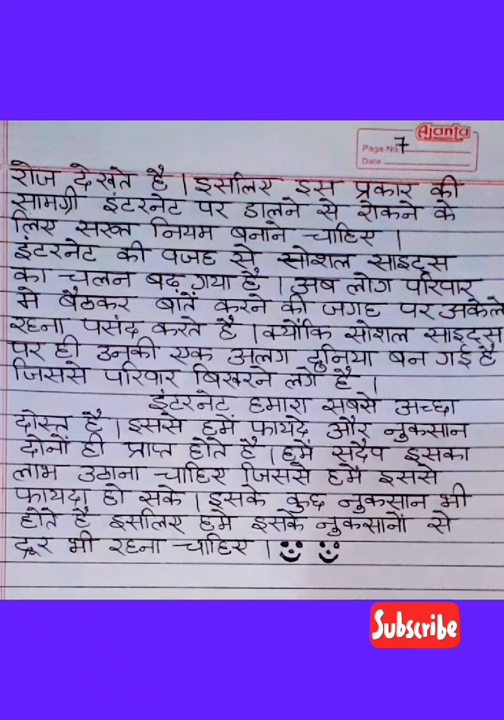 Ajanta
Page No. 7
Date
रोज देखते है । इसलिए इस प्रकार की
सामग्री इंटरनेट पर डालने से रोकने के
लिए सख्त नियम बनाने चाहिए ।
इंटरनेट की वजह से सोशल साइट्स
का चलन बढ़ गया है । अब लोग परिवार
मे बैठकर बातें करने की जगह पर अकेले
रहना पसंद करते है । क्योंकि सोशल साइट्स
पर ही उनकी एक अलग दुनिया बन गई है
जिससे परिवार बिखरने लगे है ।
इंटरनेट हमारा सबसे अच्छा
दोस्त है । इससे हमें फायदे और नुकसान
दोनों ही प्राप्त होते है । हमें सदैव इसका
लाभ उठाना चाहिए जिससे हमें इससे
फायदा हो सके । इसके कुछ नुकसान भी
होते है इसलिए हमें इसके नुकसानों से
दूर भी रहना चाहिए ।
Subscribe